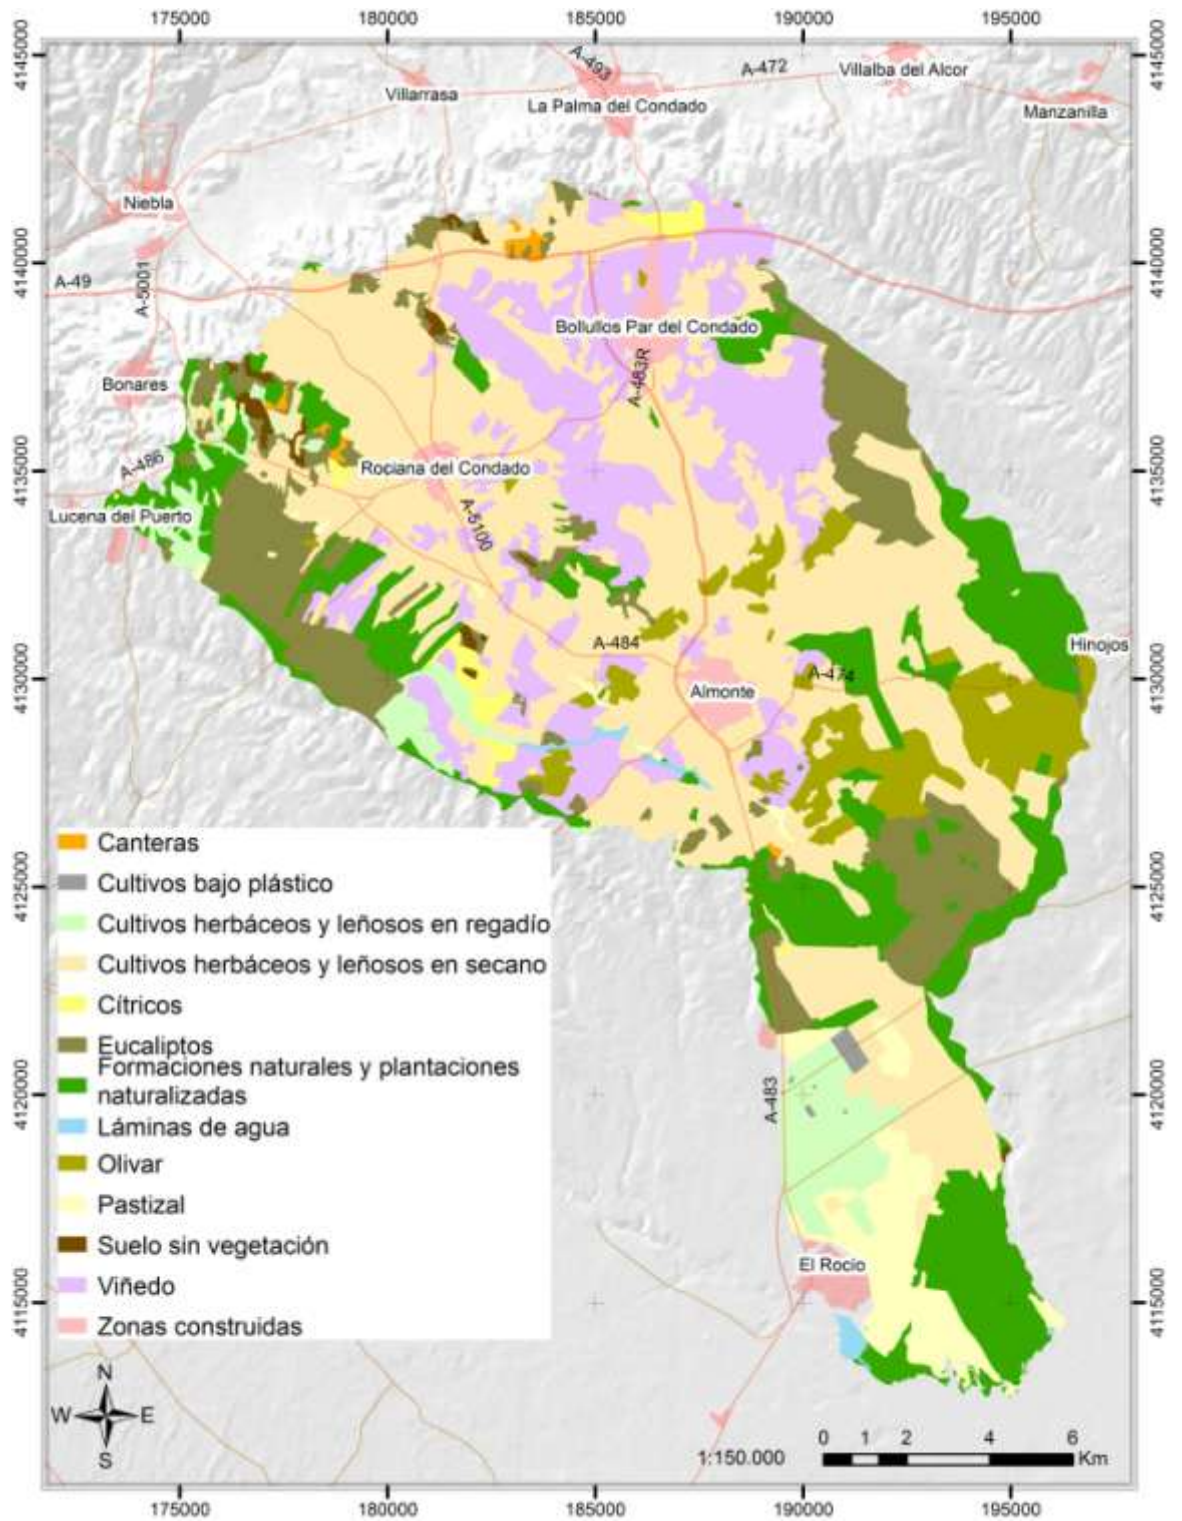 175000
180000
185000
190000
195000
4145000
4145000
A-493
A-472
Villalba del Alcor
Villarrasa
La Palma del Condado
Manzanilla
Niebla
4140000
4140000
A-49
A-5001
Bollullos Par del Condado
A-483R
Bonares
4135000
4135000
A-486
Rociana del Condado
Lucena del Puerto
A-5100
A-484
Hinojos
4130000
4130000
A-474
Almonte
Canteras
Cultivos bajo plástico
4125000
4125000
Cultivos herbáceos y leñosos en regadío
Cultivos herbáceos y leñosos en secano
Cítricos
Eucaliptos
Formaciones naturales y plantaciones
naturalizadas
4120000
4120000
A-483
Láminas de agua
Olivar
Pastizal
Suelo sin vegetación
Viñedo
Zonas construidas
El Rocío
4115000
4115000
N
W
E
S
1:150.000
0 1 2 4 6
Km
175000
180000
185000
190000
195000